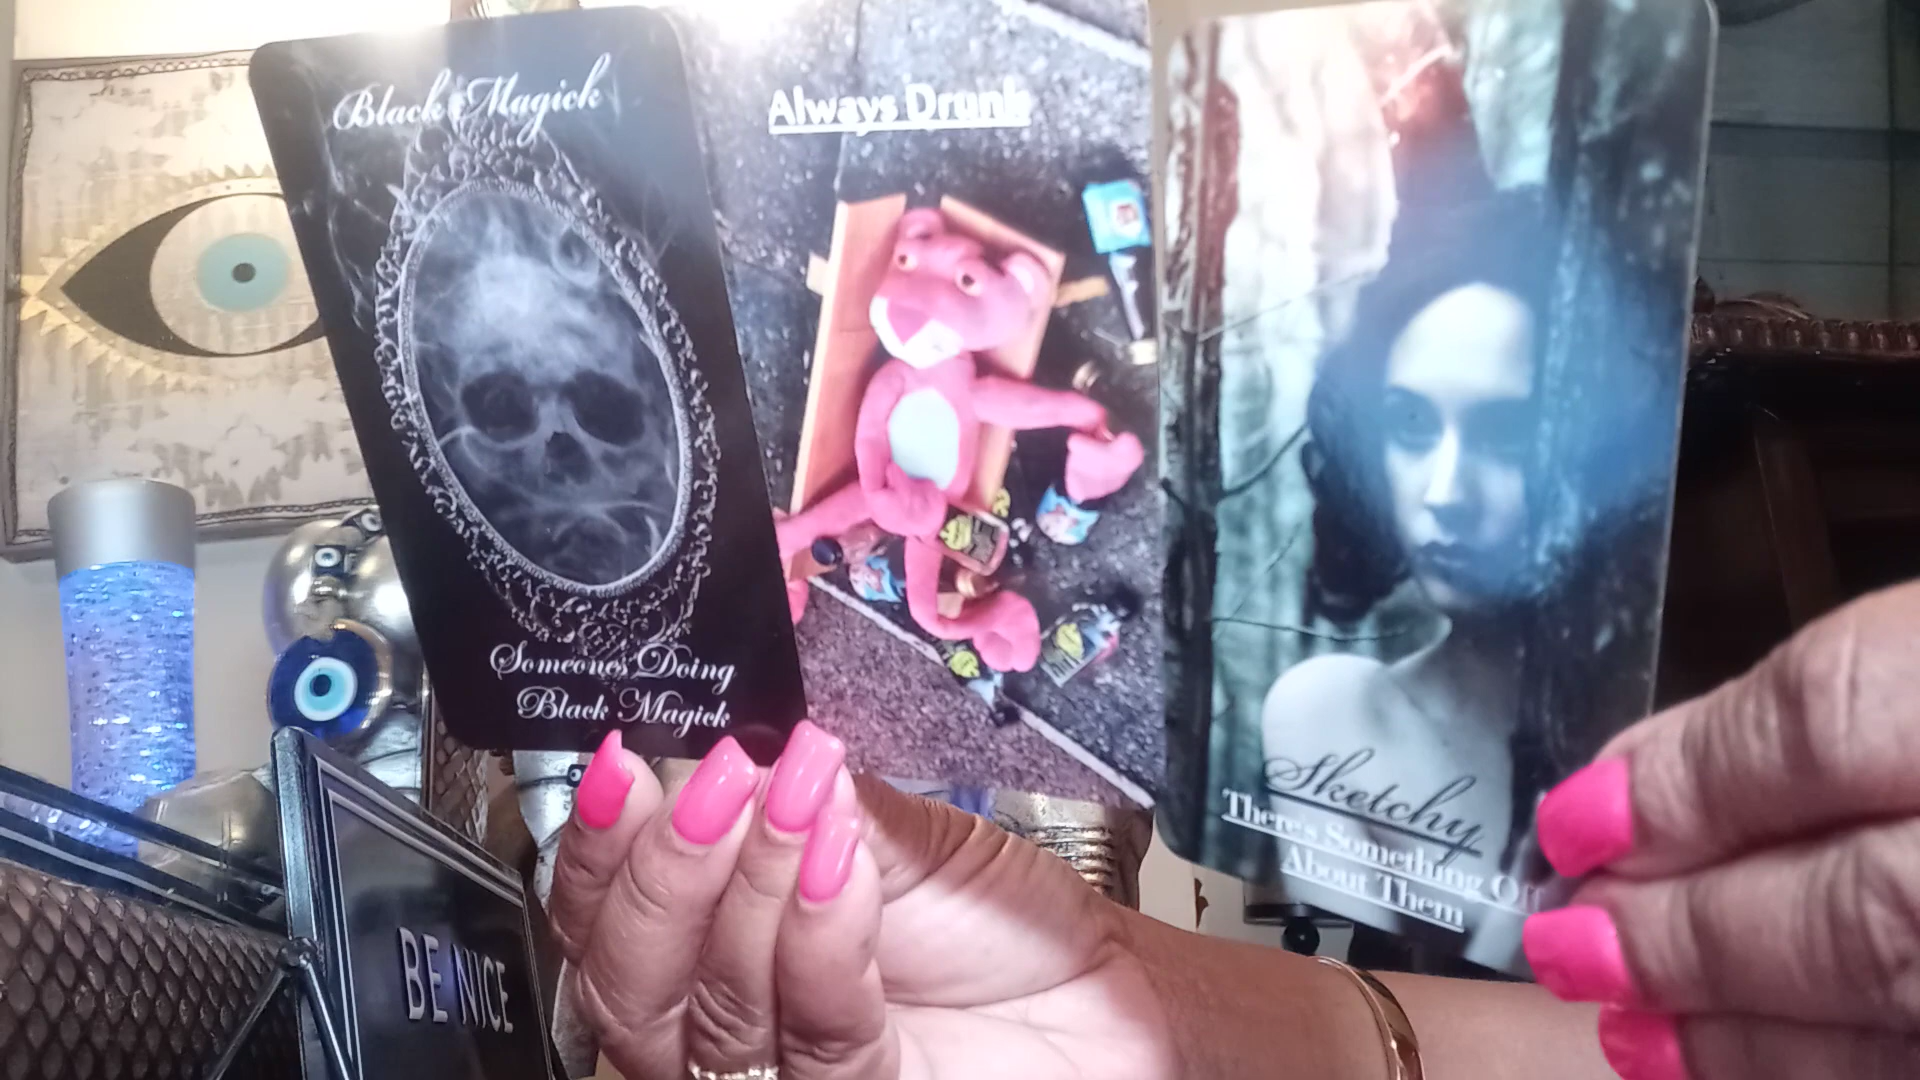 Black Magick
Someones Doing
Black Magick
Always Drunk
Sketchy
There's Something
About Them
BE NICE